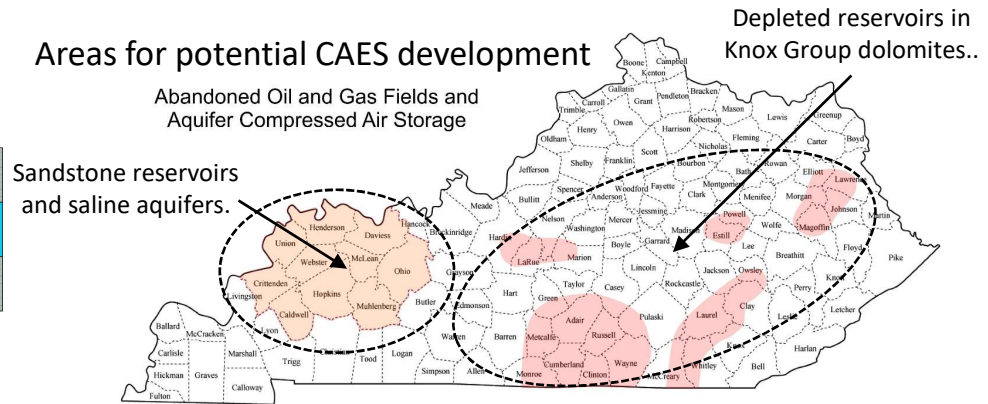 Areas for potential CAES development
Abandoned Oil and Gas Fields and
Aquifer Compressed Air Storage
Depleted reservoirs in
Knox Group dolomites..
Sandstone reservoirs
and saline aquifers.
Boone
Campbell
Kenton
Gallatin
Grant
Pendleton
Bracken
Trimble
Carroll
Owen
Robertson
Mason
Lewis
Greenup
Henry
Harrison
Fleming
Carter
Boyd
Oldham
Nicholas
Rowan
Shelby
Franklin
Scott
Bourbon
Bath
Elliott
Lawrence
Jefferson
Spencer
Anderson
Woodford
Fayette
Clark
Montgomery
Menifee
Morgan
Johnson
Martin
Meade
Bullitt
Nelson
Mercer
Jessmine
Powell
Wolfe
Magoffin
Hancock
Brockinridge
Hardin
Washington
Madison
Estill
Floyd
Henderson
Daviess
Boyle
Garrard
Lee
Breathitt
Pike
Union
Webster
McLean
Ohio
Grayson
LaRue
Marion
Lincoln
Jackson
Owsley
Knox
Crittenden
Hopkins
Muhlenberg
Butler
Edmonson
Hart
Green
Taylor
Casey
Rockcastle
Clay
Perry
Letcher
Livingston
Caldwell
Lyon
Warren
Barren
Metcalfe
Adair
Russell
Pulaski
Laurel
Leslie
Harlan
Ballard
McCracken
Marshall
Trigg
Christian
Tood
Logan
Simpson
Allen
Monroe
Cumberland
Clinton
Wayne
McCreary
Whitley
Knox
Bell
Carlisle
Hickman
Graves
Calloway
Fulton